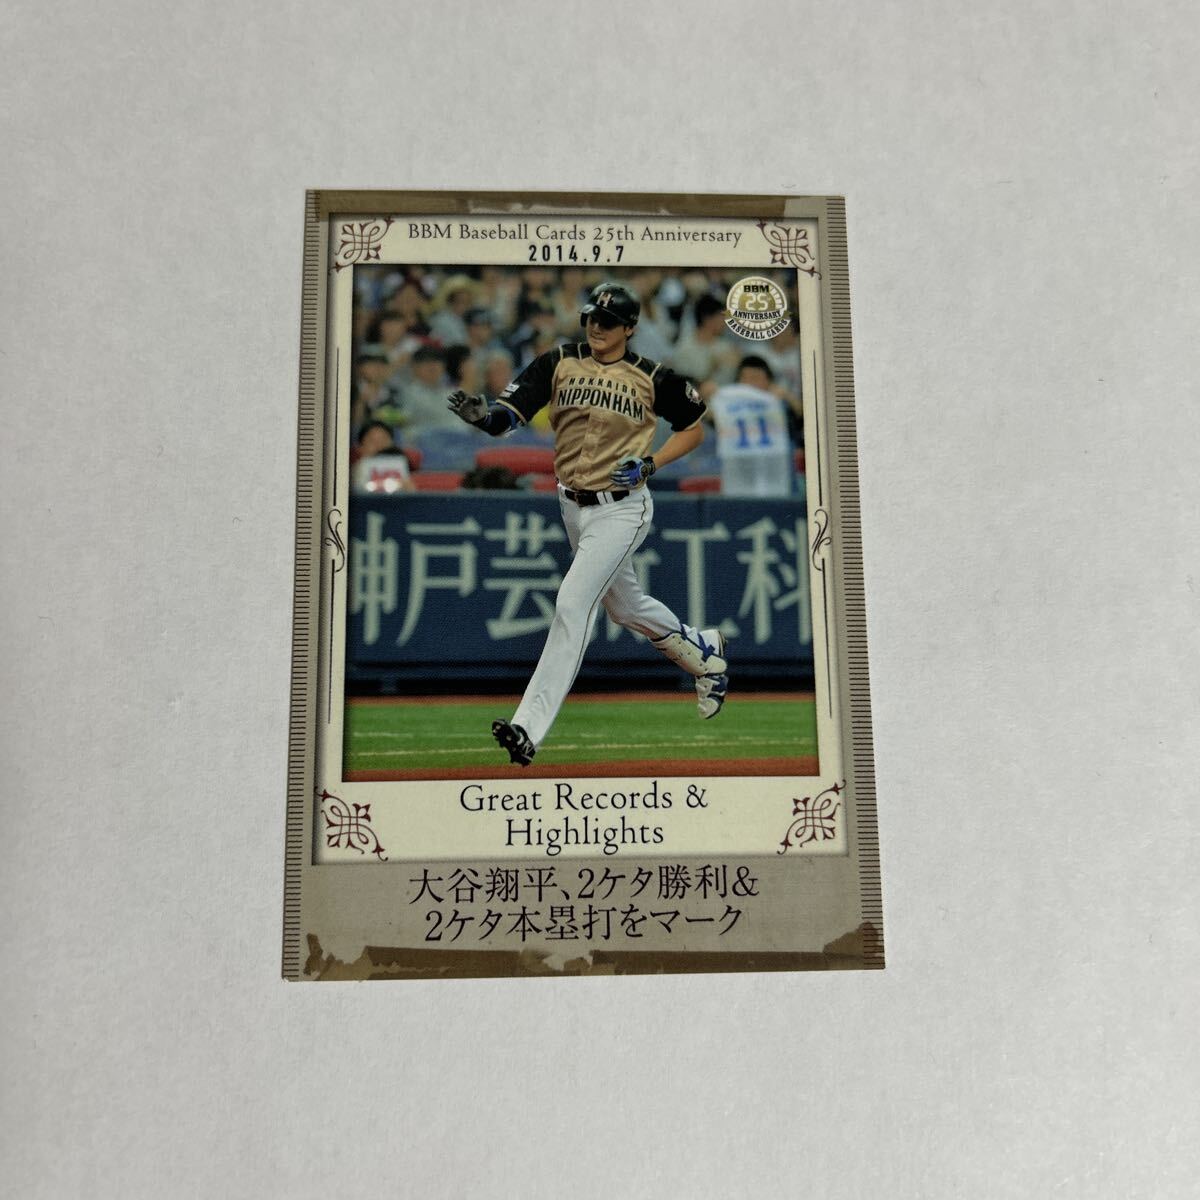 BBM Baseball Cards 25th Anniversary
2014.9.7
BBM
25
ANNIVERSARY
BASEBALL CARDS
H
HOKKAIDO
NIPPONHAM
11
神戸芸術工科
Great Records &
Highlights
大谷翔平、2ケタ勝利&
2ケタ本塁打をマーク